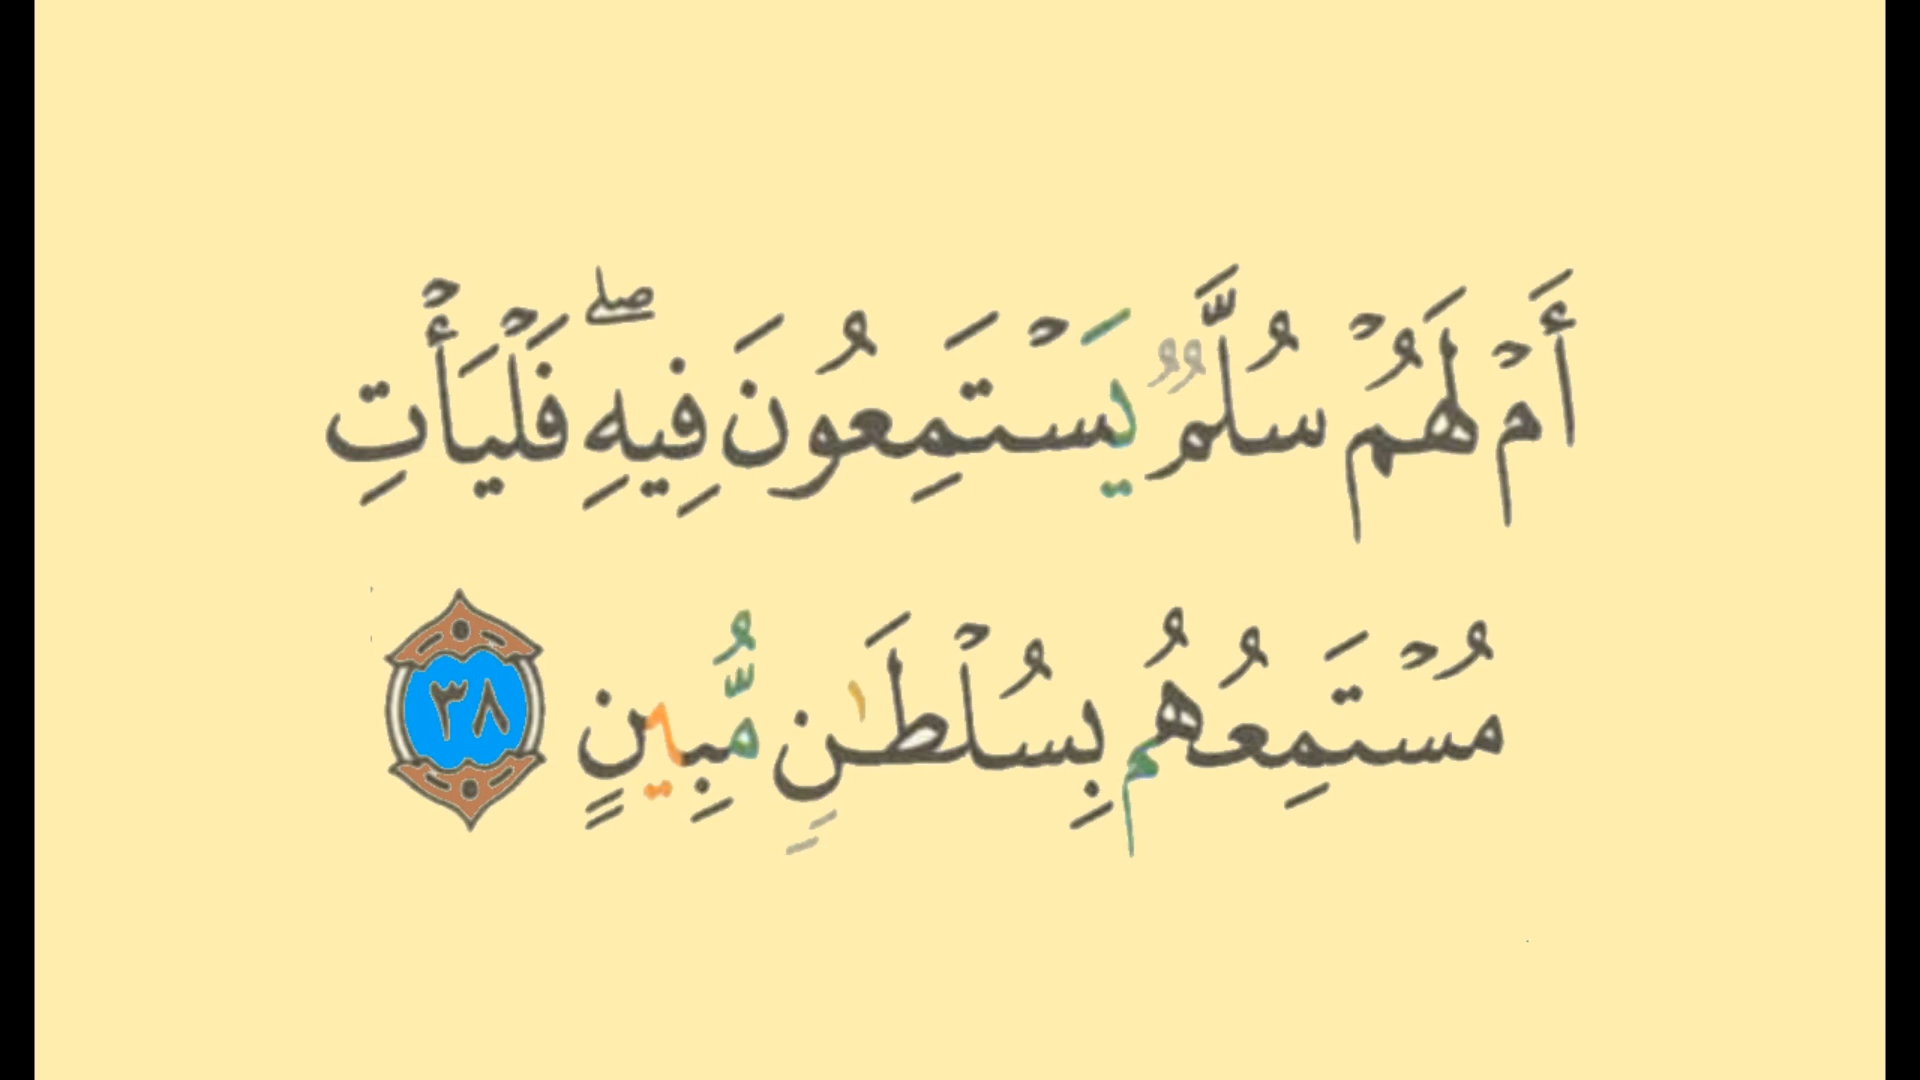 أَمۡ لَهُمۡ سُلَّمٌ يَسۡتَمِعُونَ فِيهِۖ فَلۡيَأۡتِ
مُسۡتَمِعُهُم بِسُلۡطَـٰنٍ مُّبِينٍ ٣٨